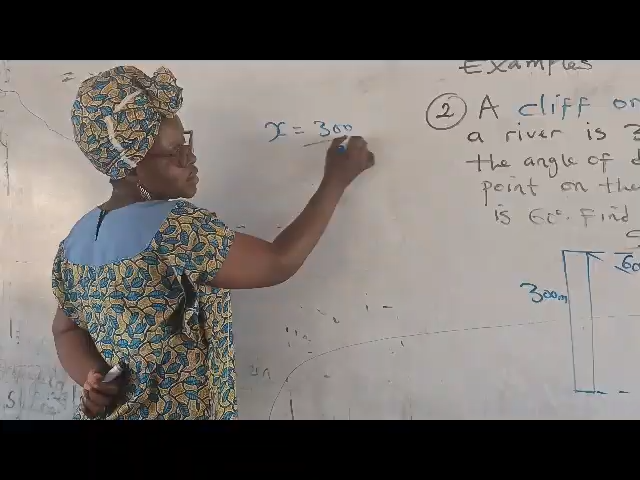 Examples
x = 300
② A cliff on
a river is 3
the angle of d
point on the
is 60°. Find
60
300m